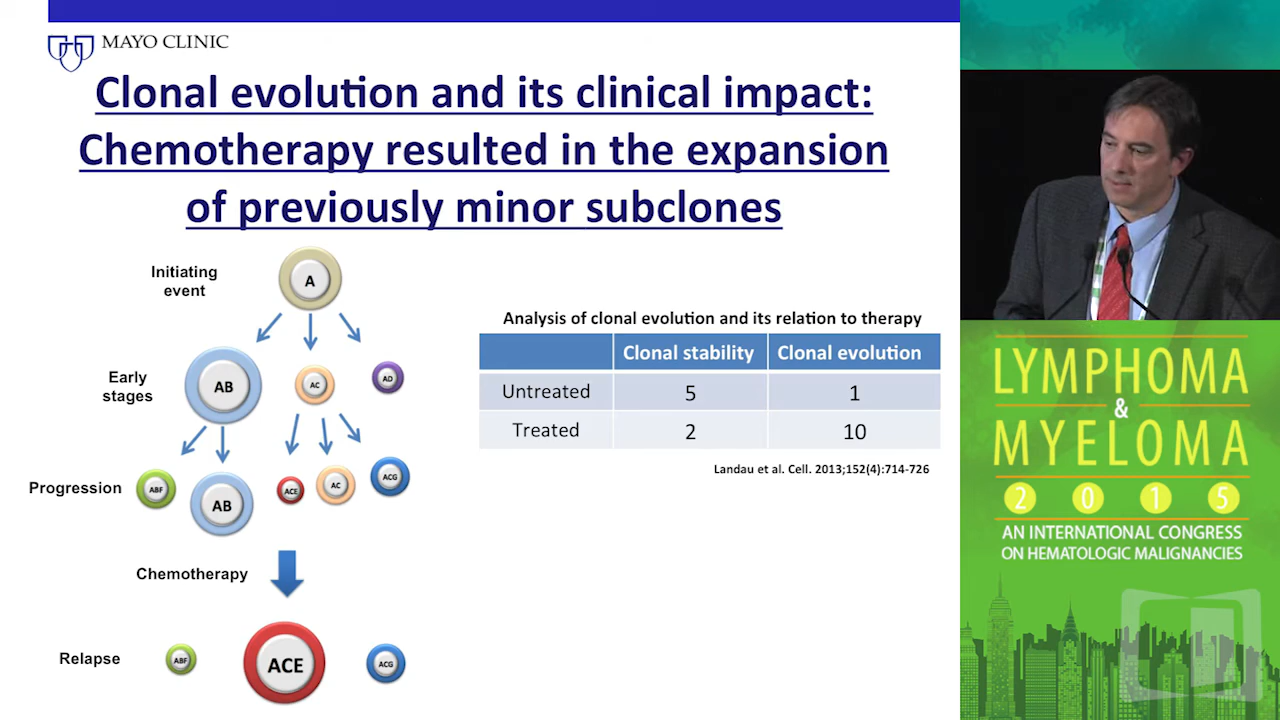 MAYO CLINIC
Clonal evolution and its clinical impact:
Chemotherapy resulted in the expansion
of previously minor subclones
Initiating
event
A
Early
stages
AB
AC
AD
Progression
ABF
AB
ACE
AC
ACG
Chemotherapy
Relapse
ABF
ACE
ACG
Analysis of clonal evolution and its relation to therapy
Clonal stability Clonal evolution
Untreated 5 1
Treated 2 10
Landau et al. Cell. 2013;152(4):714-726
LYMPHOMA
&
MYELOMA
2 0 1 5
AN INTERNATIONAL CONGRESS
ON HEMATOLOGIC MALIGNANCIES